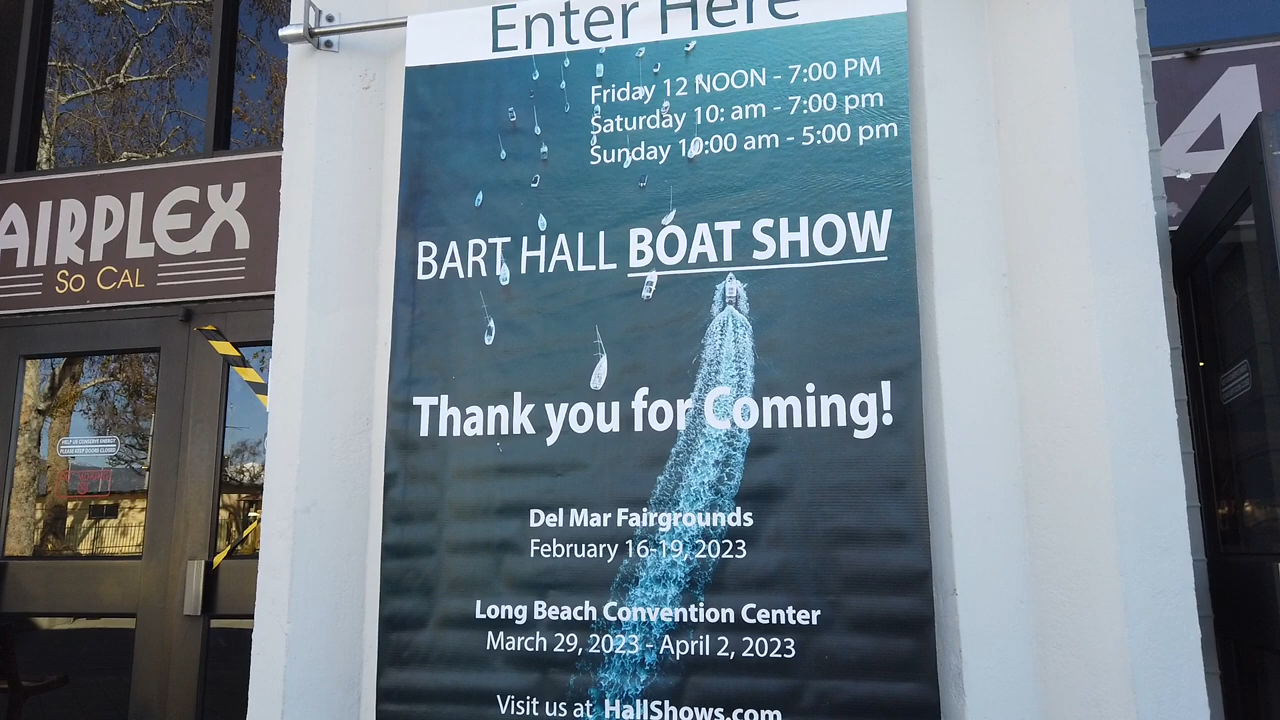 Enter Here
Friday 12 NOON - 7:00 PM
Saturday 10: am - 7:00 pm
Sunday 10:00 am - 5:00 pm
BART HALL BOAT SHOW
Thank you for Coming!
Del Mar Fairgrounds
February 16-19, 2023
Long Beach Convention Center
March 29, 2023 - April 2, 2023
Visit us at HallShows.com
AIRPLEX
SO CAL
HELP US CONSERVE ENERGY
PLEASE KEEP DOORS CLOSED
4